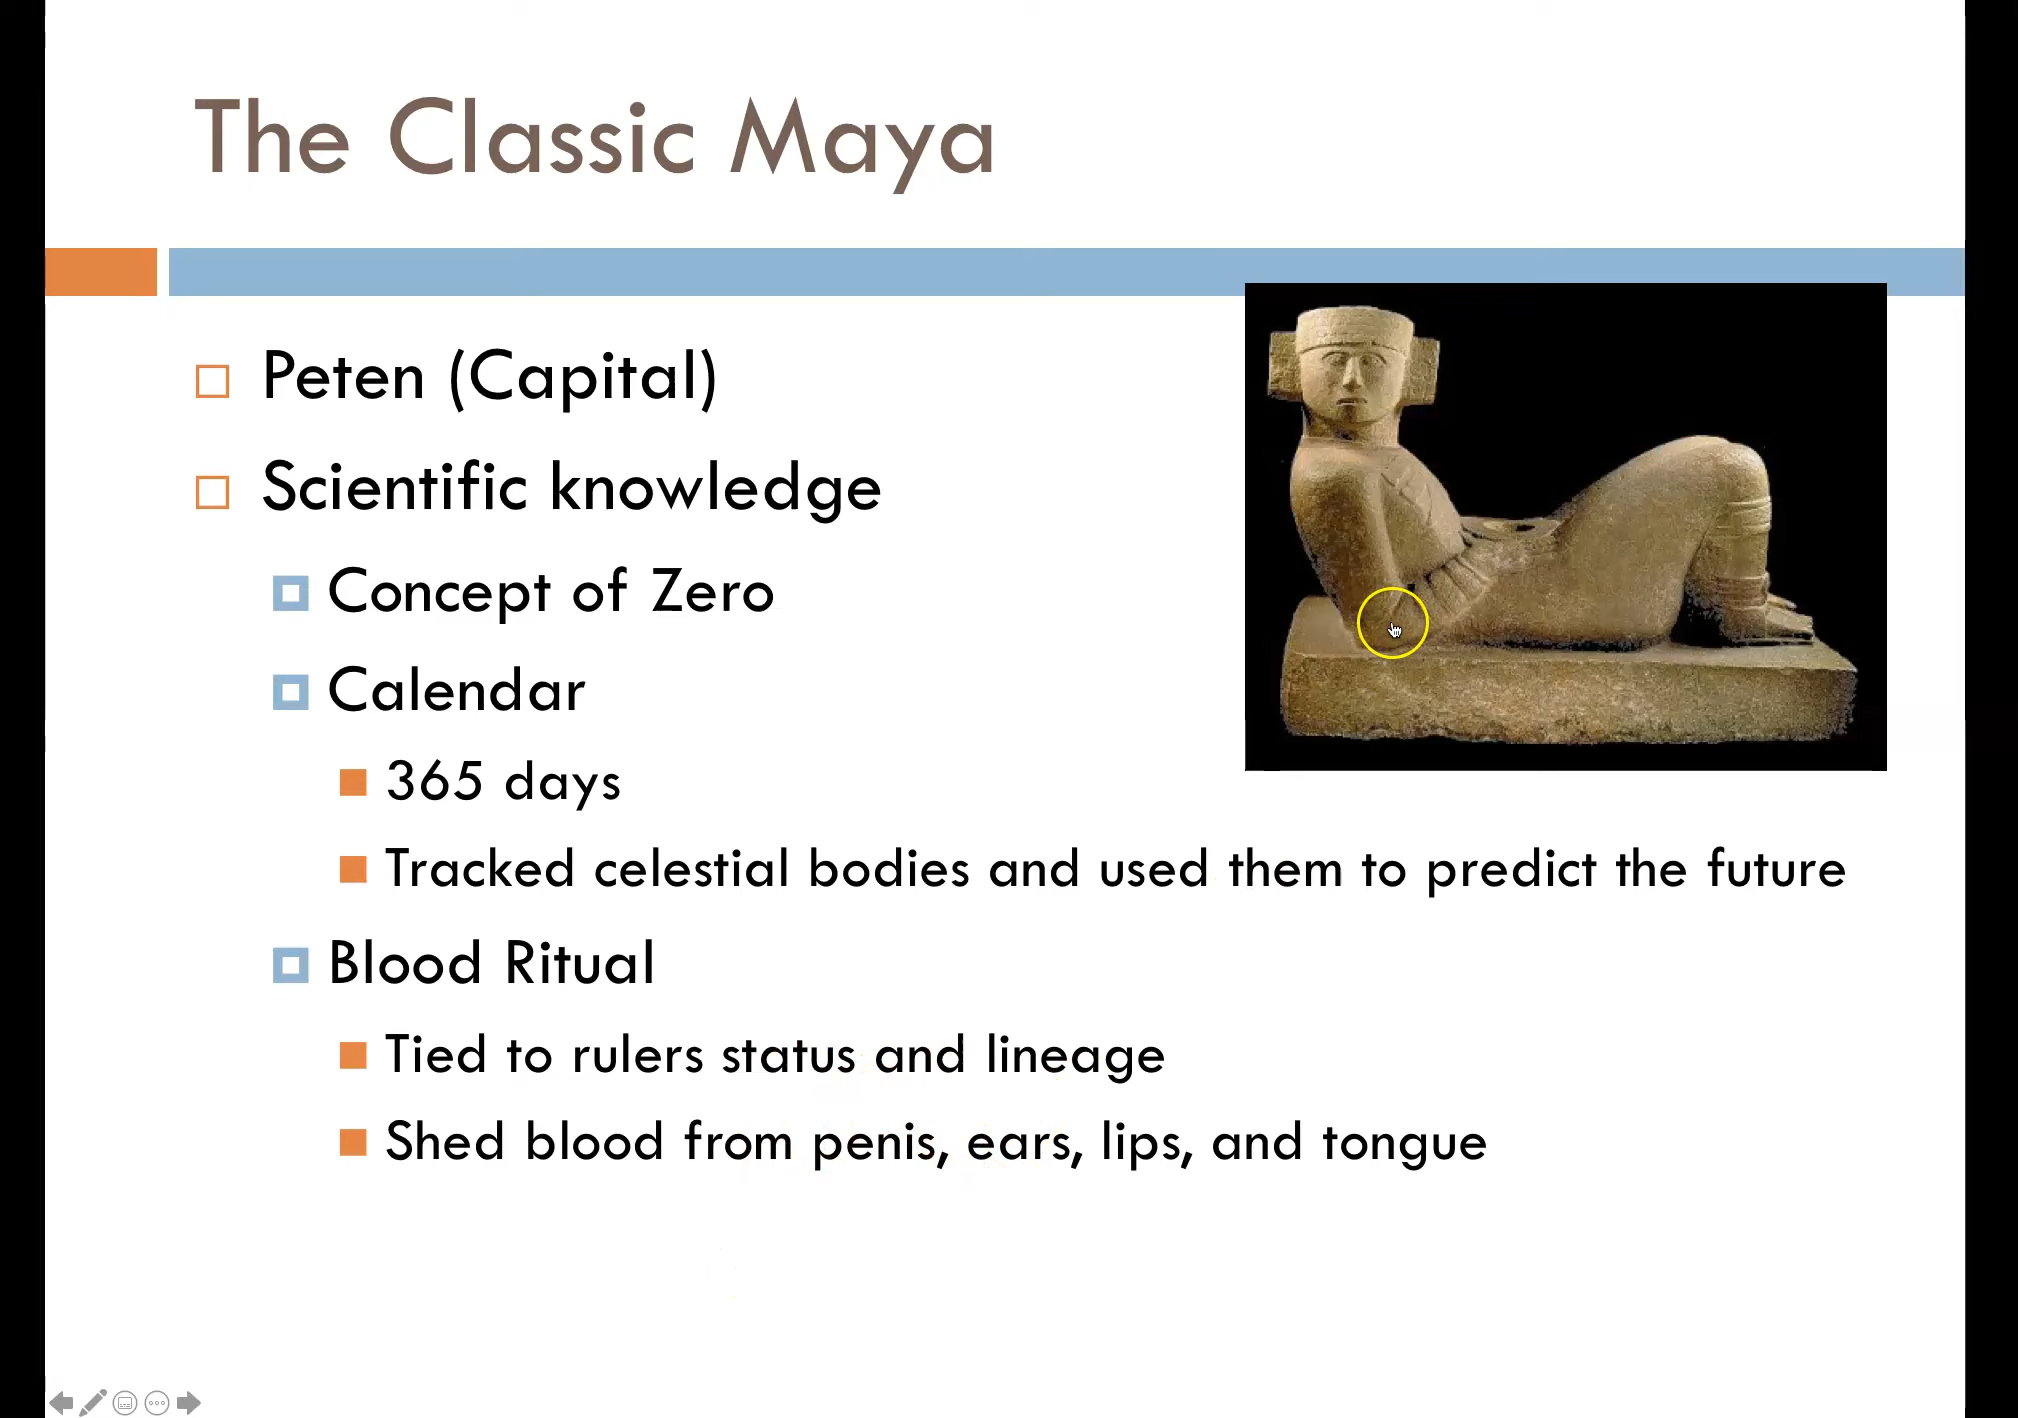 The Classic Maya
Peten (Capital)
Scientific knowledge
Concept of Zero
Calendar
365 days
Tracked celestial bodies and used them to predict the future
Blood Ritual
Tied to rulers status and lineage
Shed blood from penis, ears, lips, and tongue